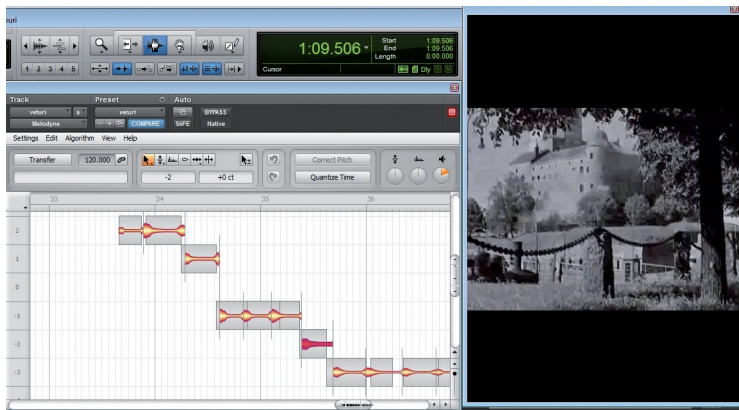 ouri
1 2 3 4 5
1:09.506
Start 1:09.506
End 1:09.506
Length 0:00.000
Cursor
Dly
Track Preset Auto
veturi a veturi BYPASS
Melodyne - + COMPARE SAFE Native
Settings Edit Algorithm View Help
Transfer 120.000
-2 +0 ct
Correct Pitch
Quantize Time
33 34 35 36
2
1
0
-1
-2
-3